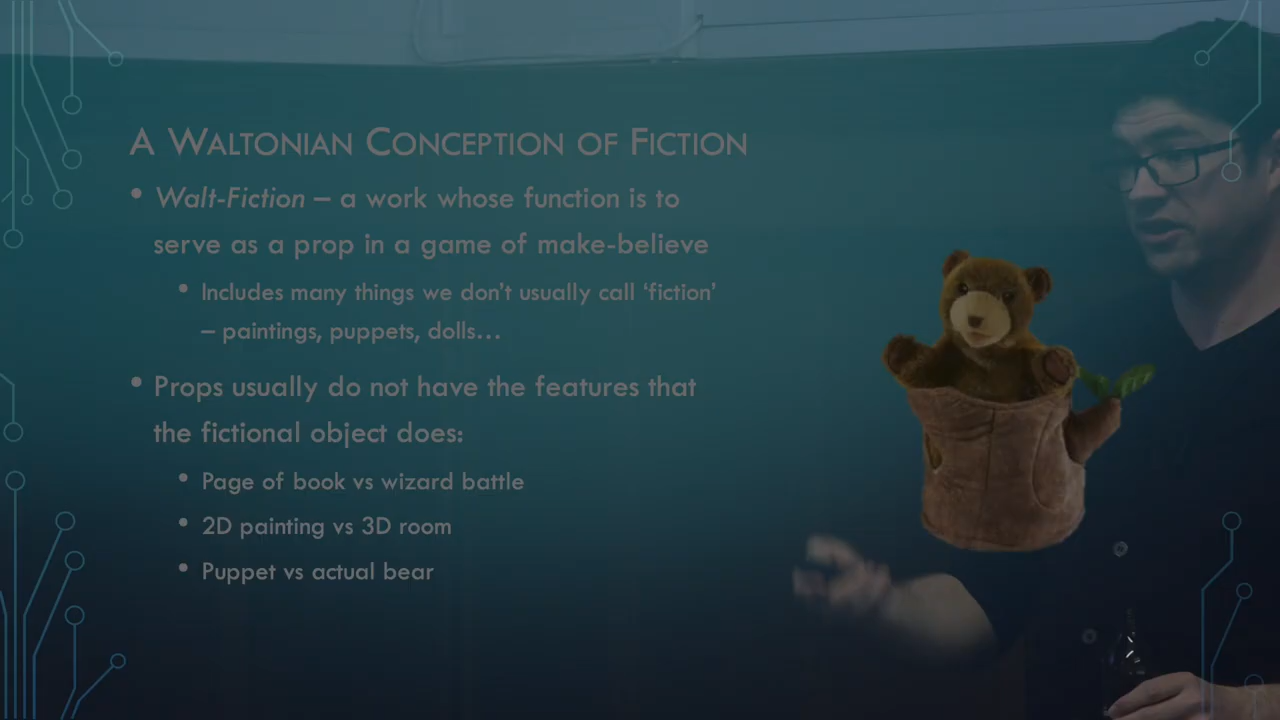 A Waltonian Conception of Fiction
• Walt-Fiction – a work whose function is to
serve as a prop in a game of make-believe
• Includes many things we don't usually call 'fiction'
– paintings, puppets, dolls…
• Props usually do not have the features that
the fictional object does:
• Page of book vs wizard battle
• 2D painting vs 3D room
• Puppet vs actual bear